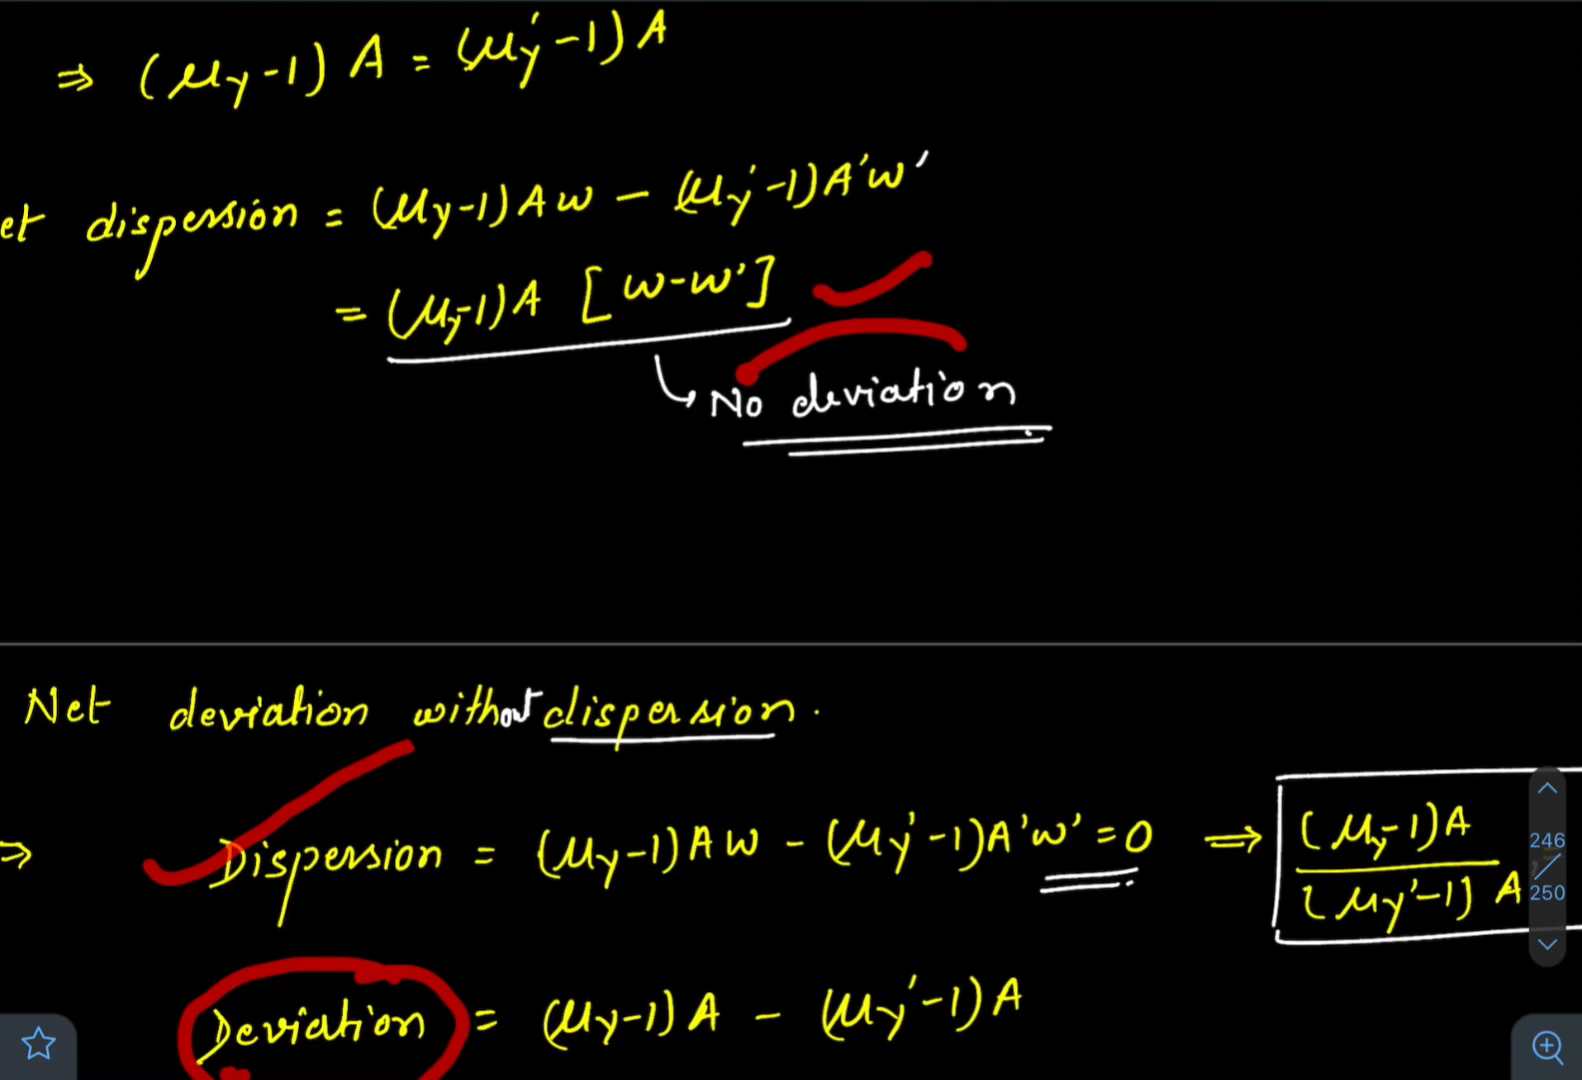 ⇒ (μy-1) A = (μy'-1) A
et dispersion = (μy-1) A w - (μy'-1) A'w'
= (μy-1) A [w-w']
↳ No deviation
Net deviation without dispersion.
⇒ Dispersion = (μy-1) A w - (μy'-1) A'w' = 0 ⇒ (μy-1) A
(μy'-1) A
246
250
Deviation = (μy-1) A - (μy'-1) A